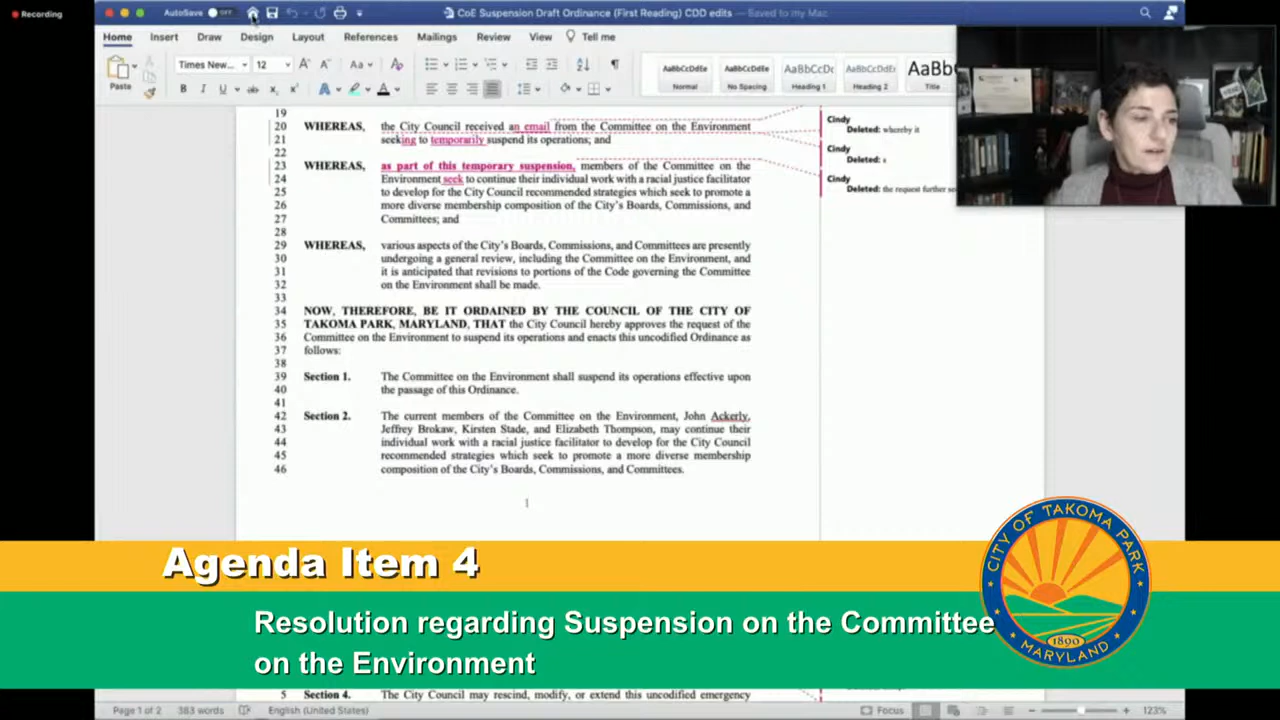 Recording
AutoSave OFF
CoE Suspension Draft Ordinance (First Reading) CDD edits — Saved to my Mac
Home Insert Draw Design Layout References Mailings Review View Tell me
Paste
Times New... 12
AaBbCcDdEe AaBbCcDdEe AaBbCcDc AaBbCcDdEe AaBb
Normal No Spacing Heading 1 Heading 2 Title
19
20 WHEREAS, the City Council received an email from the Committee on the Environment
21 seeking to temporarily suspend its operations; and
22
23 WHEREAS, as part of this temporary suspension, members of the Committee on the
24 Environment seek to continue their individual work with a racial justice facilitator
25 to develop for the City Council recommended strategies which seek to promote a
26 more diverse membership composition of the City's Boards, Commissions, and
27 Committees; and
28
29 WHEREAS, various aspects of the City's Boards, Commissions, and Committees are presently
30 undergoing a general review, including the Committee on the Environment, and
31 it is anticipated that revisions to portions of the Code governing the Committee
32 on the Environment shall be made.
33
34 NOW, THEREFORE, BE IT ORDAINED BY THE COUNCIL OF THE CITY OF
35 TAKOMA PARK, MARYLAND, THAT the City Council hereby approves the request of the
36 Committee on the Environment to suspend its operations and enacts this uncodified Ordinance as
37 follows:
38
39 Section 1. The Committee on the Environment shall suspend its operations effective upon
40 the passage of this Ordinance.
41
42 Section 2. The current members of the Committee on the Environment, John Ackerly,
43 Jeffrey Brokaw, Kirsten Stade, and Elizabeth Thompson, may continue their
44 individual work with a racial justice facilitator to develop for the City Council
45 recommended strategies which seek to promote a more diverse membership
46 composition of the City's Boards, Commissions, and Committees.
1
Cindy
Deleted: whereby it
Cindy
Deleted: s
Cindy
Deleted: the request further se
Agenda Item 4
Resolution regarding Suspension on the Committee
on the Environment
CITY OF TAKOMA PARK
1890
MARYLAND
5 Section 4. The City Council may rescind, modify, or extend this uncodified emergency
Page 1 of 2 383 words English (United States) Focus 123%